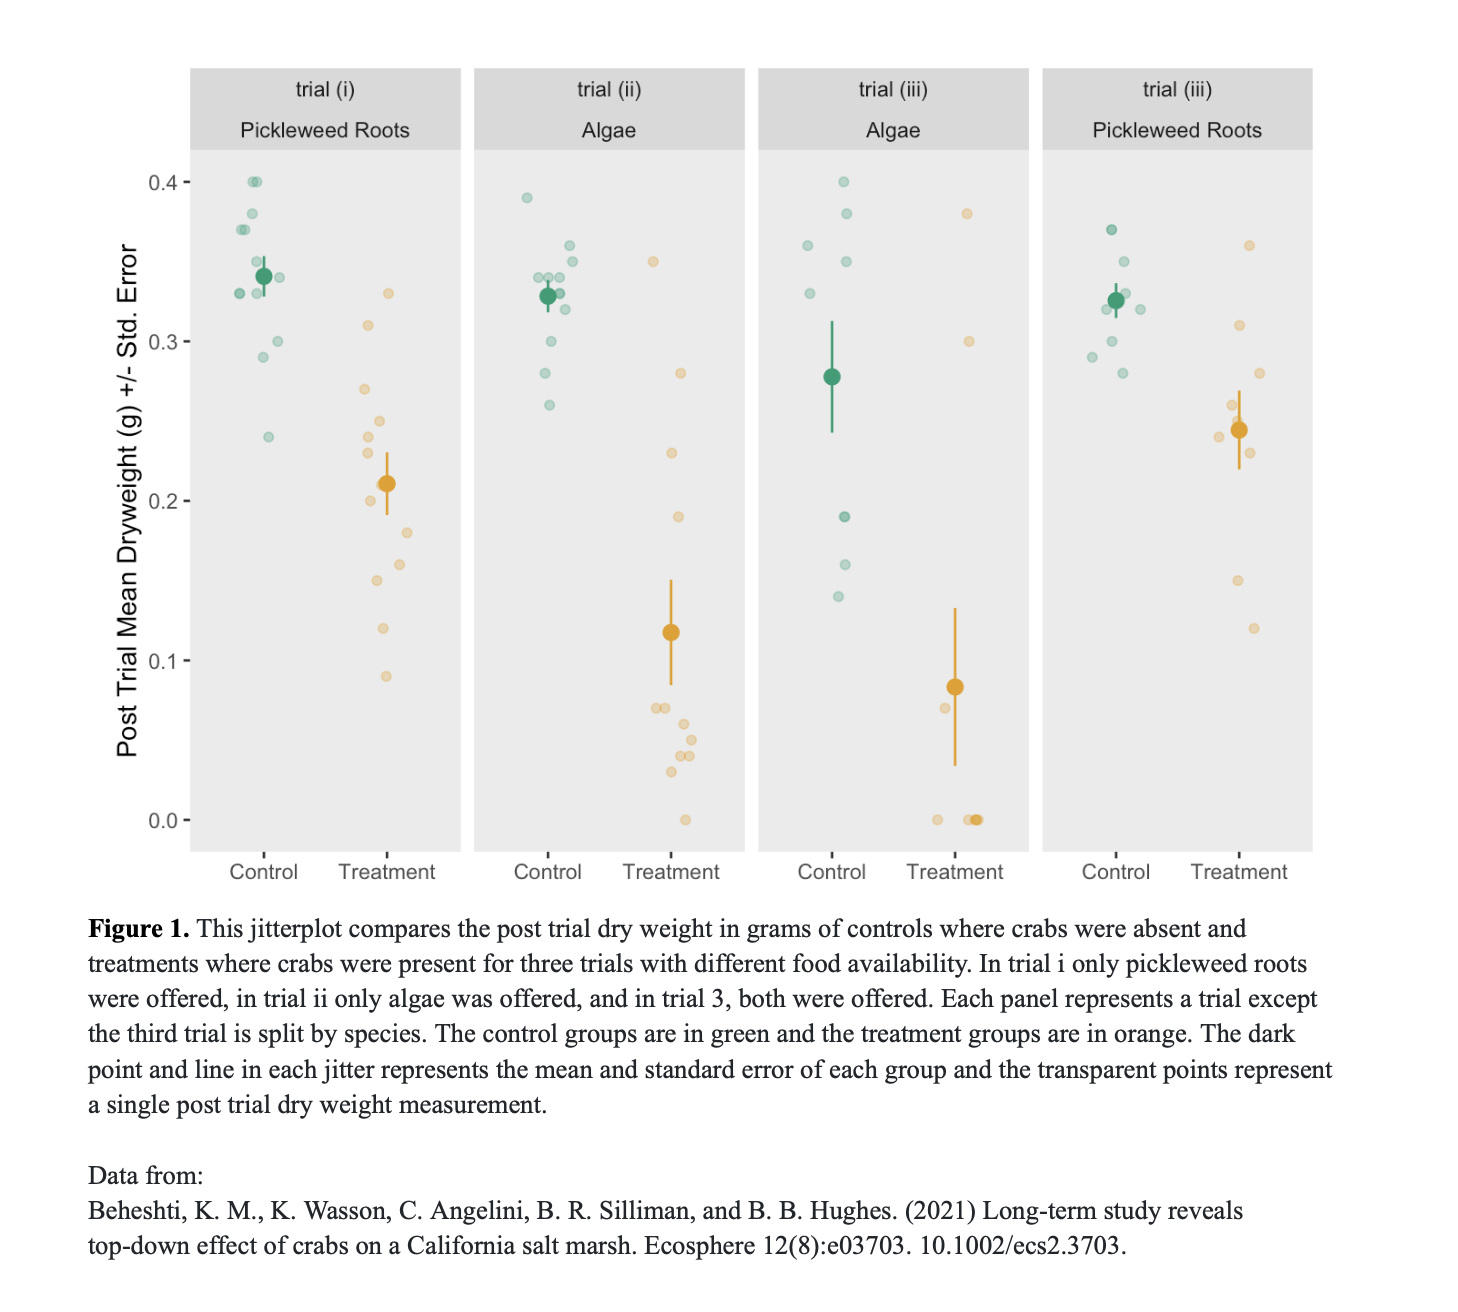 trial (i)
Pickleweed Roots
trial (ii)
Algae
trial (iii)
Algae
trial (iii)
Pickleweed Roots
Post Trial Mean Dryweight (g) +/- Std. Error
0.4
0.3
0.2
0.1
0.0
Control Treatment Control Treatment Control Treatment Control Treatment
Figure 1. This jitterplot compares the post trial dry weight in grams of controls where crabs were absent and
treatments where crabs were present for three trials with different food availability. In trial i only pickleweed roots
were offered, in trial ii only algae was offered, and in trial 3, both were offered. Each panel represents a trial except
the third trial is split by species. The control groups are in green and the treatment groups are in orange. The dark
point and line in each jitter represents the mean and standard error of each group and the transparent points represent
a single post trial dry weight measurement.
Data from:
Beheshti, K. M., K. Wasson, C. Angelini, B. R. Silliman, and B. B. Hughes. (2021) Long-term study reveals
top-down effect of crabs on a California salt marsh. Ecosphere 12(8):e03703. 10.1002/ecs2.3703.